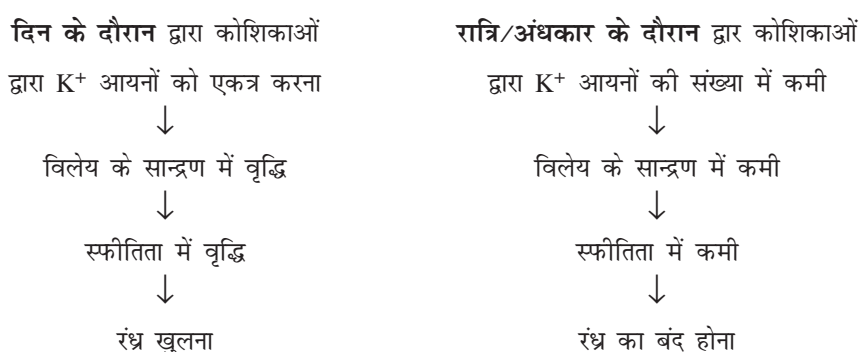 दिन के दौरान द्वारा कोशिकाओं
द्वारा K⁺ आयनों को एकत्र करना
↓
विलेय के सान्द्रण में वृद्धि
↓
स्फीतिता में वृद्धि
↓
रंध्र खुलना
रात्रि/अंधकार के दौरान द्वार कोशिकाओं
द्वारा K⁺ आयनों की संख्या में कमी
↓
विलेय के सान्द्रण में कमी
↓
स्फीतिता में कमी
↓
रंध्र का बंद होना